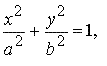 x²/a² + y²/b² = 1,